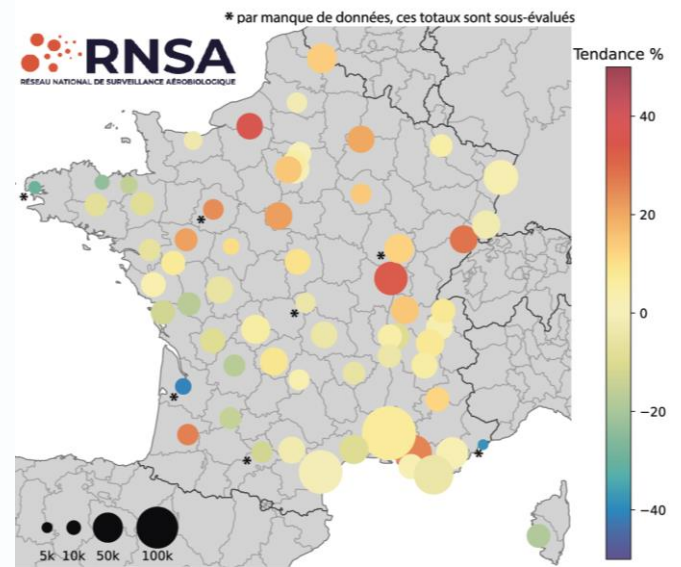 * par manque de données, ces totaux sont sous-évalués
RNSA
RÉSEAU NATIONAL DE SURVEILLANCE AÉROBIOLOGIQUE
Tendance %
40
20
0
−20
−40
*
*
*
*
*
*
*
5k 10k 50k 100k